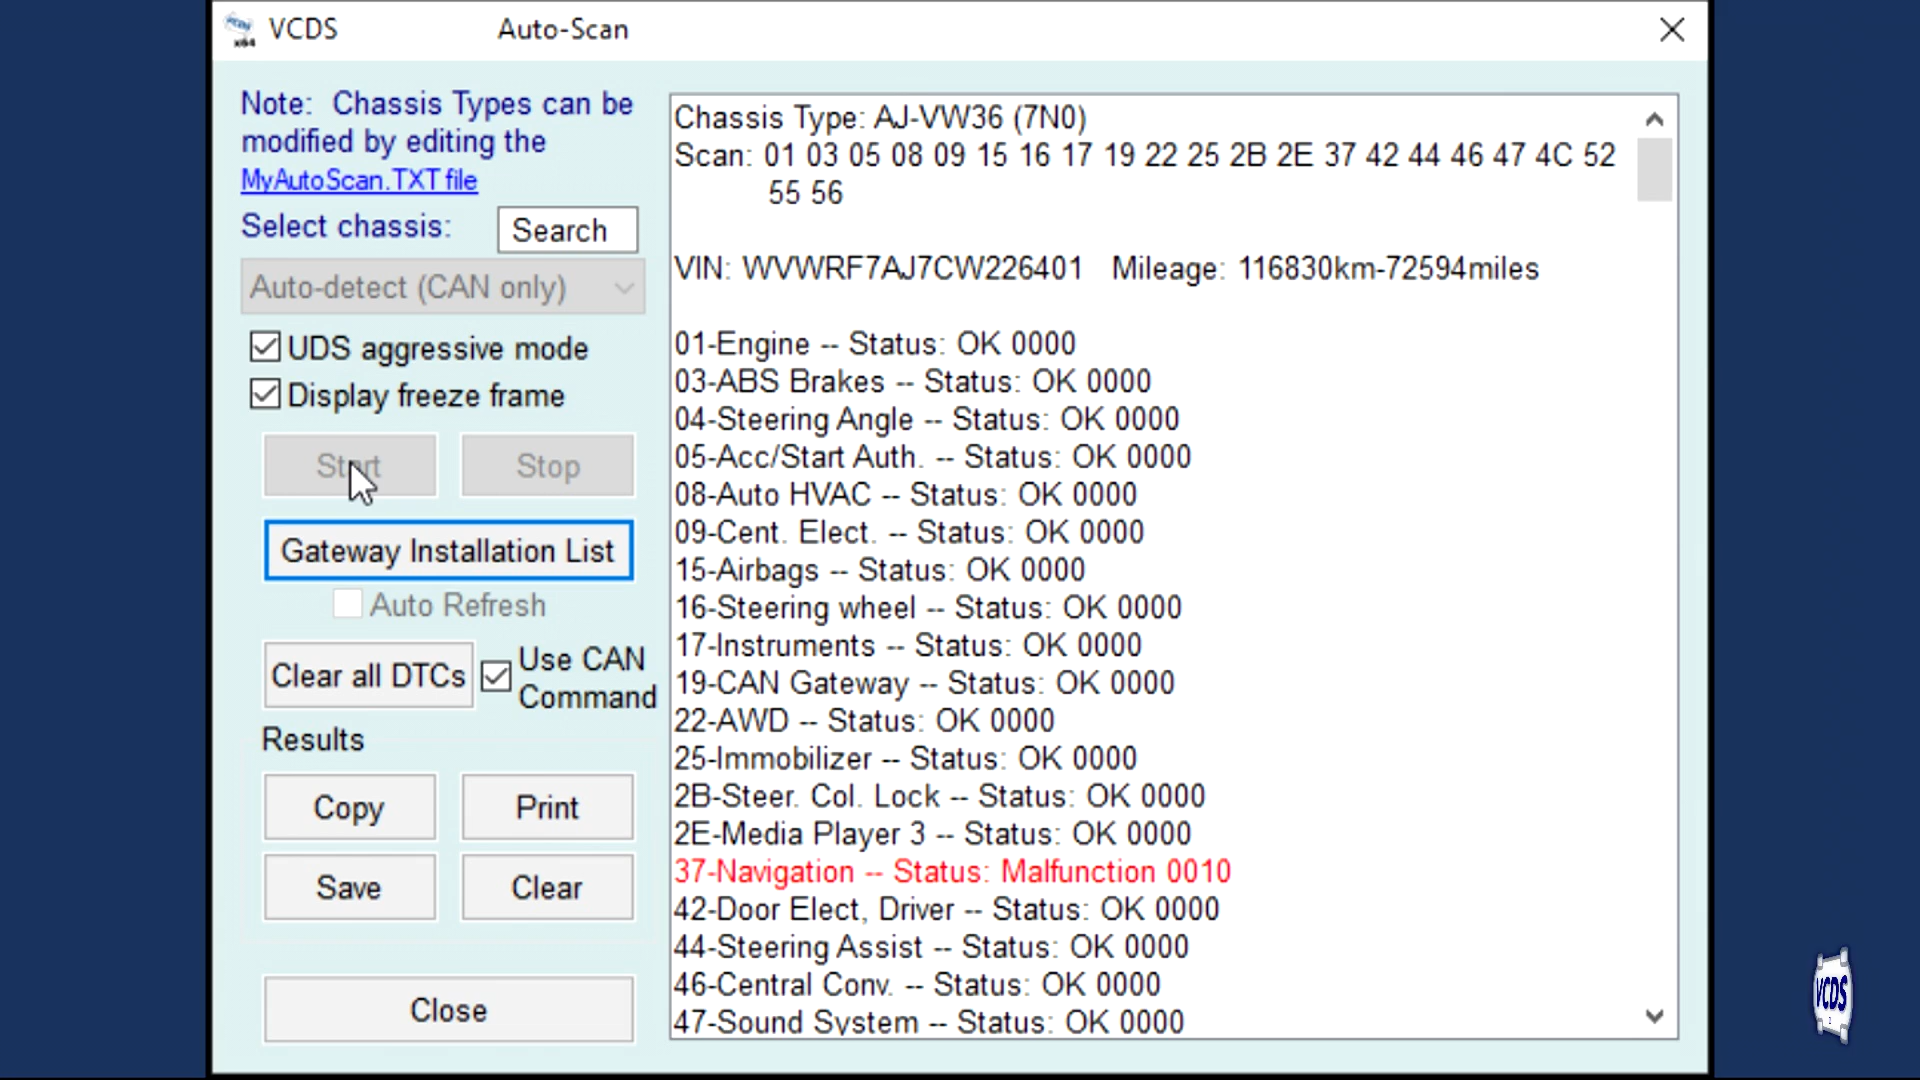 VCDS
Auto-Scan
Note: Chassis Types can be
modified by editing the
MyAutoScan.TXT file
Select chassis:
Search
Auto-detect (CAN only)
UDS aggressive mode
Display freeze frame
Start
Stop
Gateway Installation List
Auto Refresh
Clear all DTCs
Use CAN
Command
Results
Copy
Print
Save
Clear
Close
Chassis Type: AJ-VW36 (7N0)
Scan: 01 03 05 08 09 15 16 17 19 22 25 2B 2E 37 42 44 46 47 4C 52
55 56
VIN: WVWRF7AJ7CW226401 Mileage: 116830km-72594miles
01-Engine -- Status: OK 0000
03-ABS Brakes -- Status: OK 0000
04-Steering Angle -- Status: OK 0000
05-Acc/Start Auth. -- Status: OK 0000
08-Auto HVAC -- Status: OK 0000
09-Cent. Elect. -- Status: OK 0000
15-Airbags -- Status: OK 0000
16-Steering wheel -- Status: OK 0000
17-Instruments -- Status: OK 0000
19-CAN Gateway -- Status: OK 0000
22-AWD -- Status: OK 0000
25-Immobilizer -- Status: OK 0000
2B-Steer. Col. Lock -- Status: OK 0000
2E-Media Player 3 -- Status: OK 0000
37-Navigation -- Status: Malfunction 0010
42-Door Elect, Driver -- Status: OK 0000
44-Steering Assist -- Status: OK 0000
46-Central Conv. -- Status: OK 0000
47-Sound System -- Status: OK 0000
VCDS